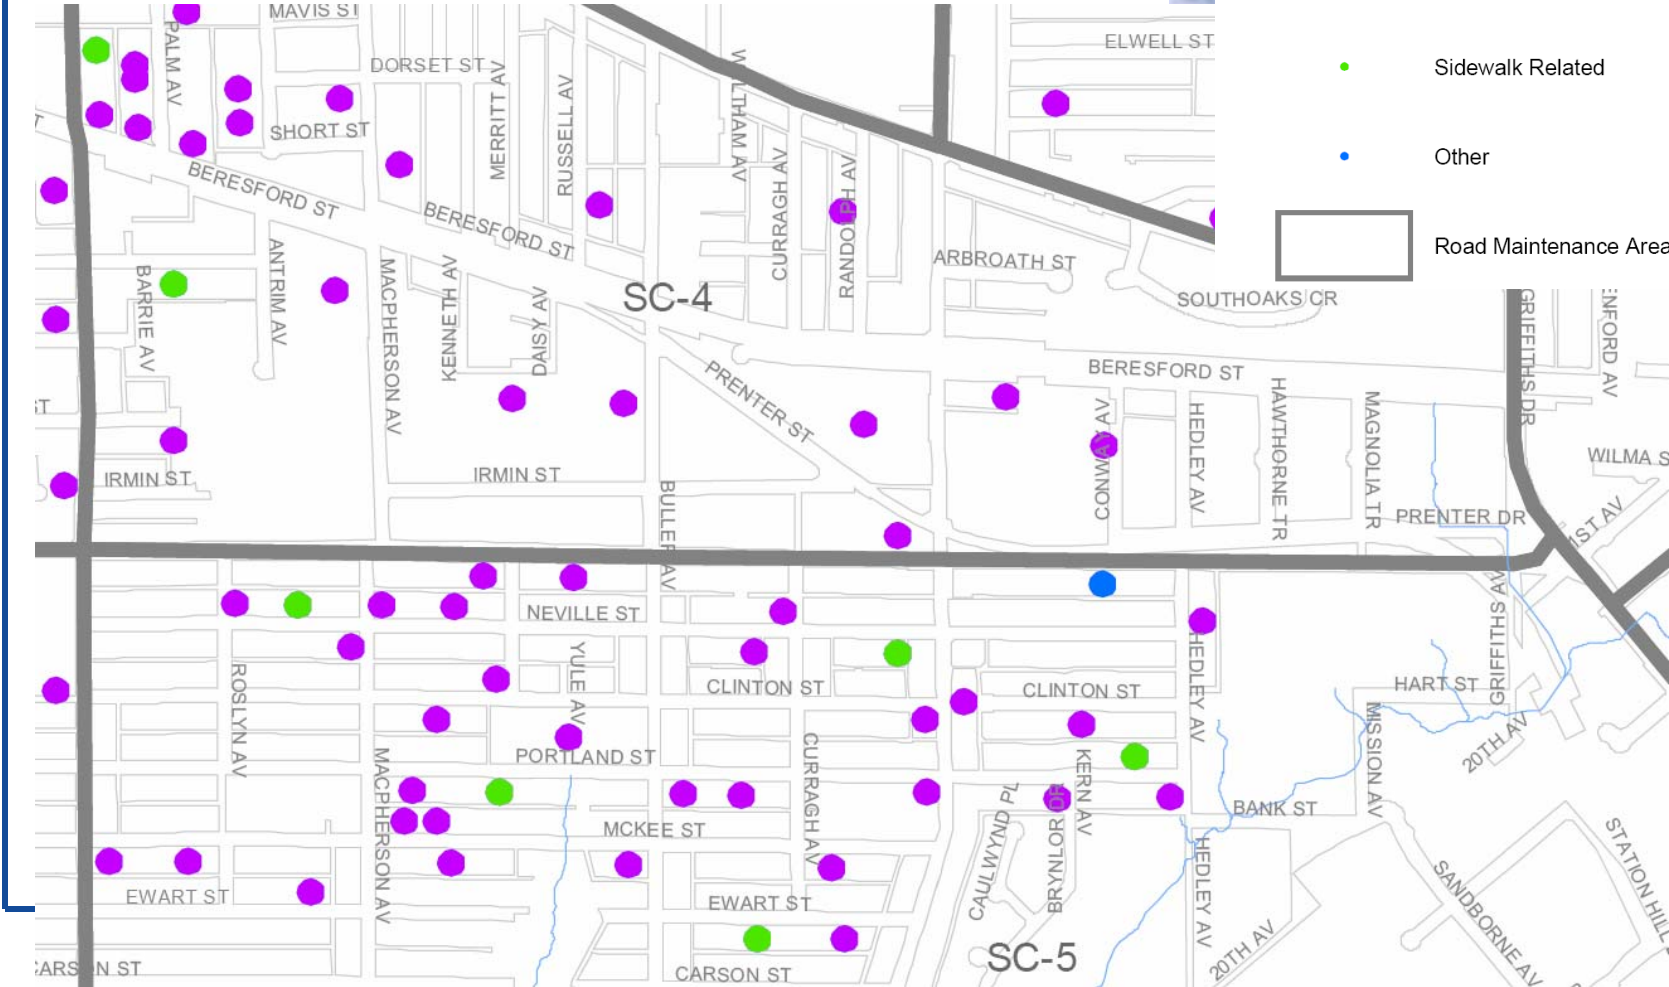 MAVIS ST
ELWELL ST
Sidewalk Related
PALM AV
DORSET ST
MERRITT AV
RUSSELL AV
SHORT ST
Other
CURRAGH AV
RANDOLPH AV
BERESFORD ST
BERESFORD ST
ARBROATH ST
Road Maintenance Area
SC-4
SOUTHOAKS CR
BARRIE AV
ANTRIM AV
MACPHERSON AV
KENNETH AV
DAISY AV
GRIFFITHS DR
ENFORD AV
PRENTER ST
BERESFORD ST
CONWAY AV
HEDLEY AV
HAWTHORNE TR
MAGNOLIA TR
ST
IRMIN ST
IRMIN ST
WILMA S
BULLER AV
PRENTER DR
1ST AV
NEVILLE ST
YULE AV
ROSLYN AV
CLINTON ST
CLINTON ST
HEDLEY AV
HART ST
GRIFFITHS AV
MISSION AV
20TH AV
PORTLAND ST
MACPHERSON AV
CURRAGH AV
KERN AV
CAULWYND PL
BRYNLOR DR
BANK ST
MCKEE ST
HEDLEY AV
STATION HILL
SANDBORNE AV
EWART ST
EWART ST
SC-5
20TH AV
CARSON ST
CARSON ST